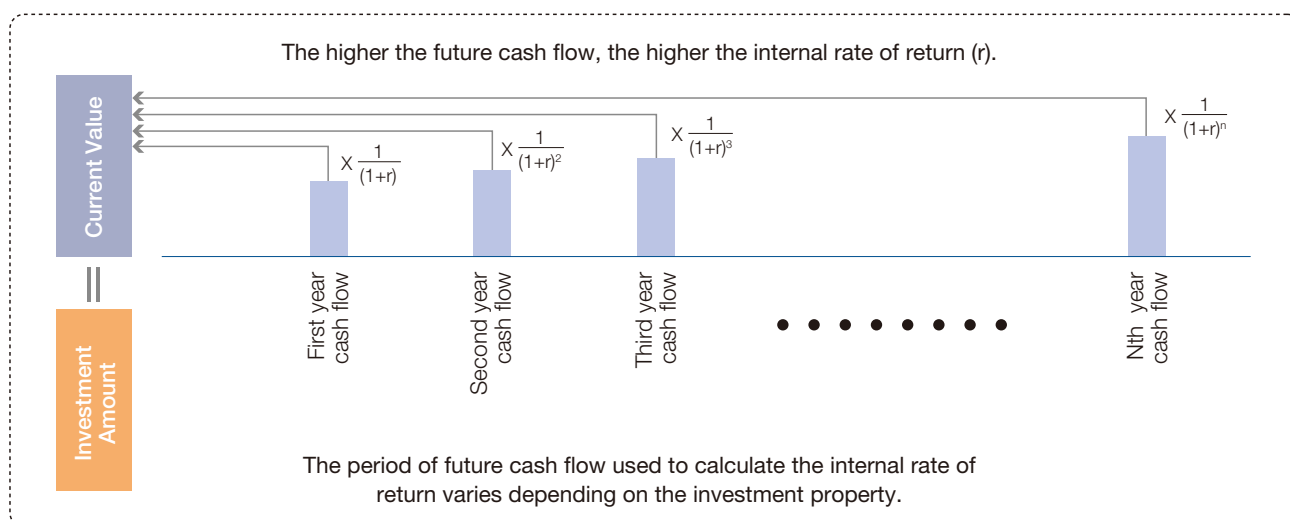 The higher the future cash flow, the higher the internal rate of return (r).
Current Value
Investment
Amount
X 1/(1+r)
X 1/(1+r)²
X 1/(1+r)³
X 1/(1+r)ⁿ
First year
cash flow
Second year
cash flow
Third year
cash flow
Nth year
cash flow
The period of future cash flow used to calculate the internal rate of
return varies depending on the investment property.